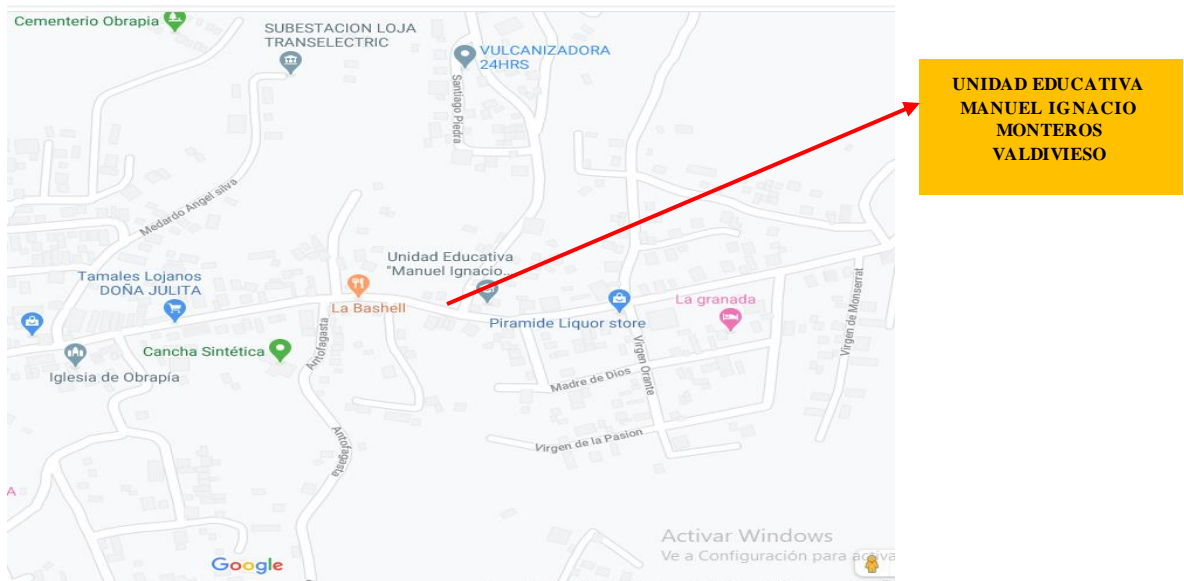 Cementerio Obrapia
SUBESTACION LOJA
TRANSELECTRIC
VULCANIZADORA
24HRS
Santiago Piedra
UNIDAD EDUCATIVA
MANUEL IGNACIO
MONTEROS
VALDIVIESO
Medardo Angel silva
Unidad Educativa
"Manuel Ignacio...
Tamales Lojanos
DOÑA JULITA
La Bashell
Piramide Liquor store
La granada
Virgen de Monserrat
Antofagasta
Cancha Sintética
Iglesia de Obrapía
Virgen Orante
Madre de Dios
Virgen de la Pasion
Antofagasta
A
Activar Windows
Ve a Configuración para activa
Google